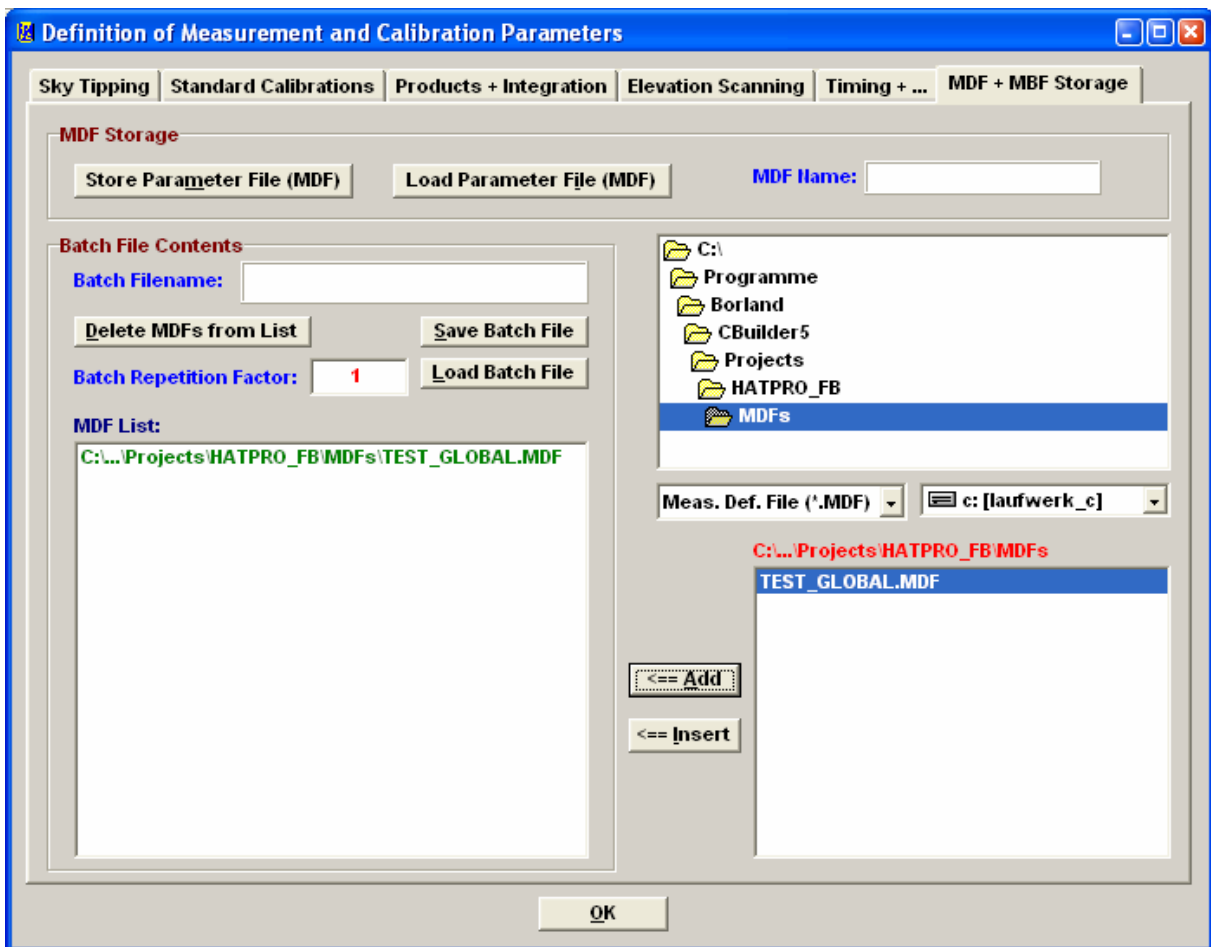 Definition of Measurement and Calibration Parameters
Sky Tipping
Standard Calibrations
Products + Integration
Elevation Scanning
Timing + ...
MDF + MBF Storage
MDF Storage
Store Parameter File (MDF)
Load Parameter File (MDF)
MDF Name:
Batch File Contents
Batch Filename:
Delete MDFs from List
Save Batch File
Batch Repetition Factor:
1
Load Batch File
MDF List:
C:\...\Projects\HATPRO_FB\MDFs\TEST_GLOBAL.MDF
C:\
Programme
Borland
CBuilder5
Projects
HATPRO_FB
MDFs
Meas. Def. File (*.MDF)
c: [laufwerk_c]
C:\...\Projects\HATPRO_FB\MDFs
TEST_GLOBAL.MDF
<== Add
<== Insert
OK